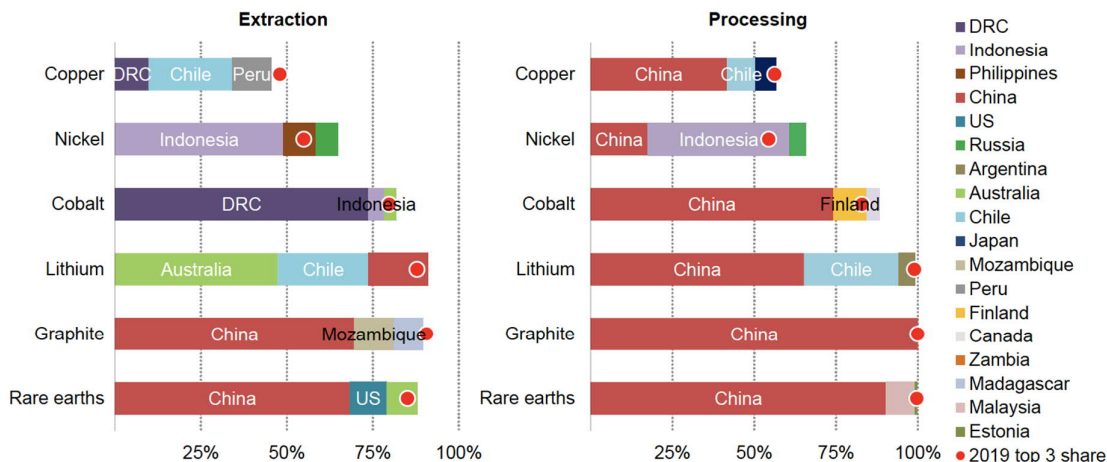 Extraction
Processing
Copper
DRC
Chile
Peru
Nickel
Indonesia
Cobalt
DRC
Indonesia
Lithium
Australia
Chile
Graphite
China
Mozambique
Rare earths
China
US
25%
50%
75%
100%
Copper
China
Chile
Nickel
China
Indonesia
Cobalt
China
Finland
Lithium
China
Chile
Graphite
China
Rare earths
China
25%
50%
75%
100%
DRC
Indonesia
Philippines
China
US
Russia
Argentina
Australia
Chile
Japan
Mozambique
Peru
Finland
Canada
Zambia
Madagascar
Malaysia
Estonia
2019 top 3 share